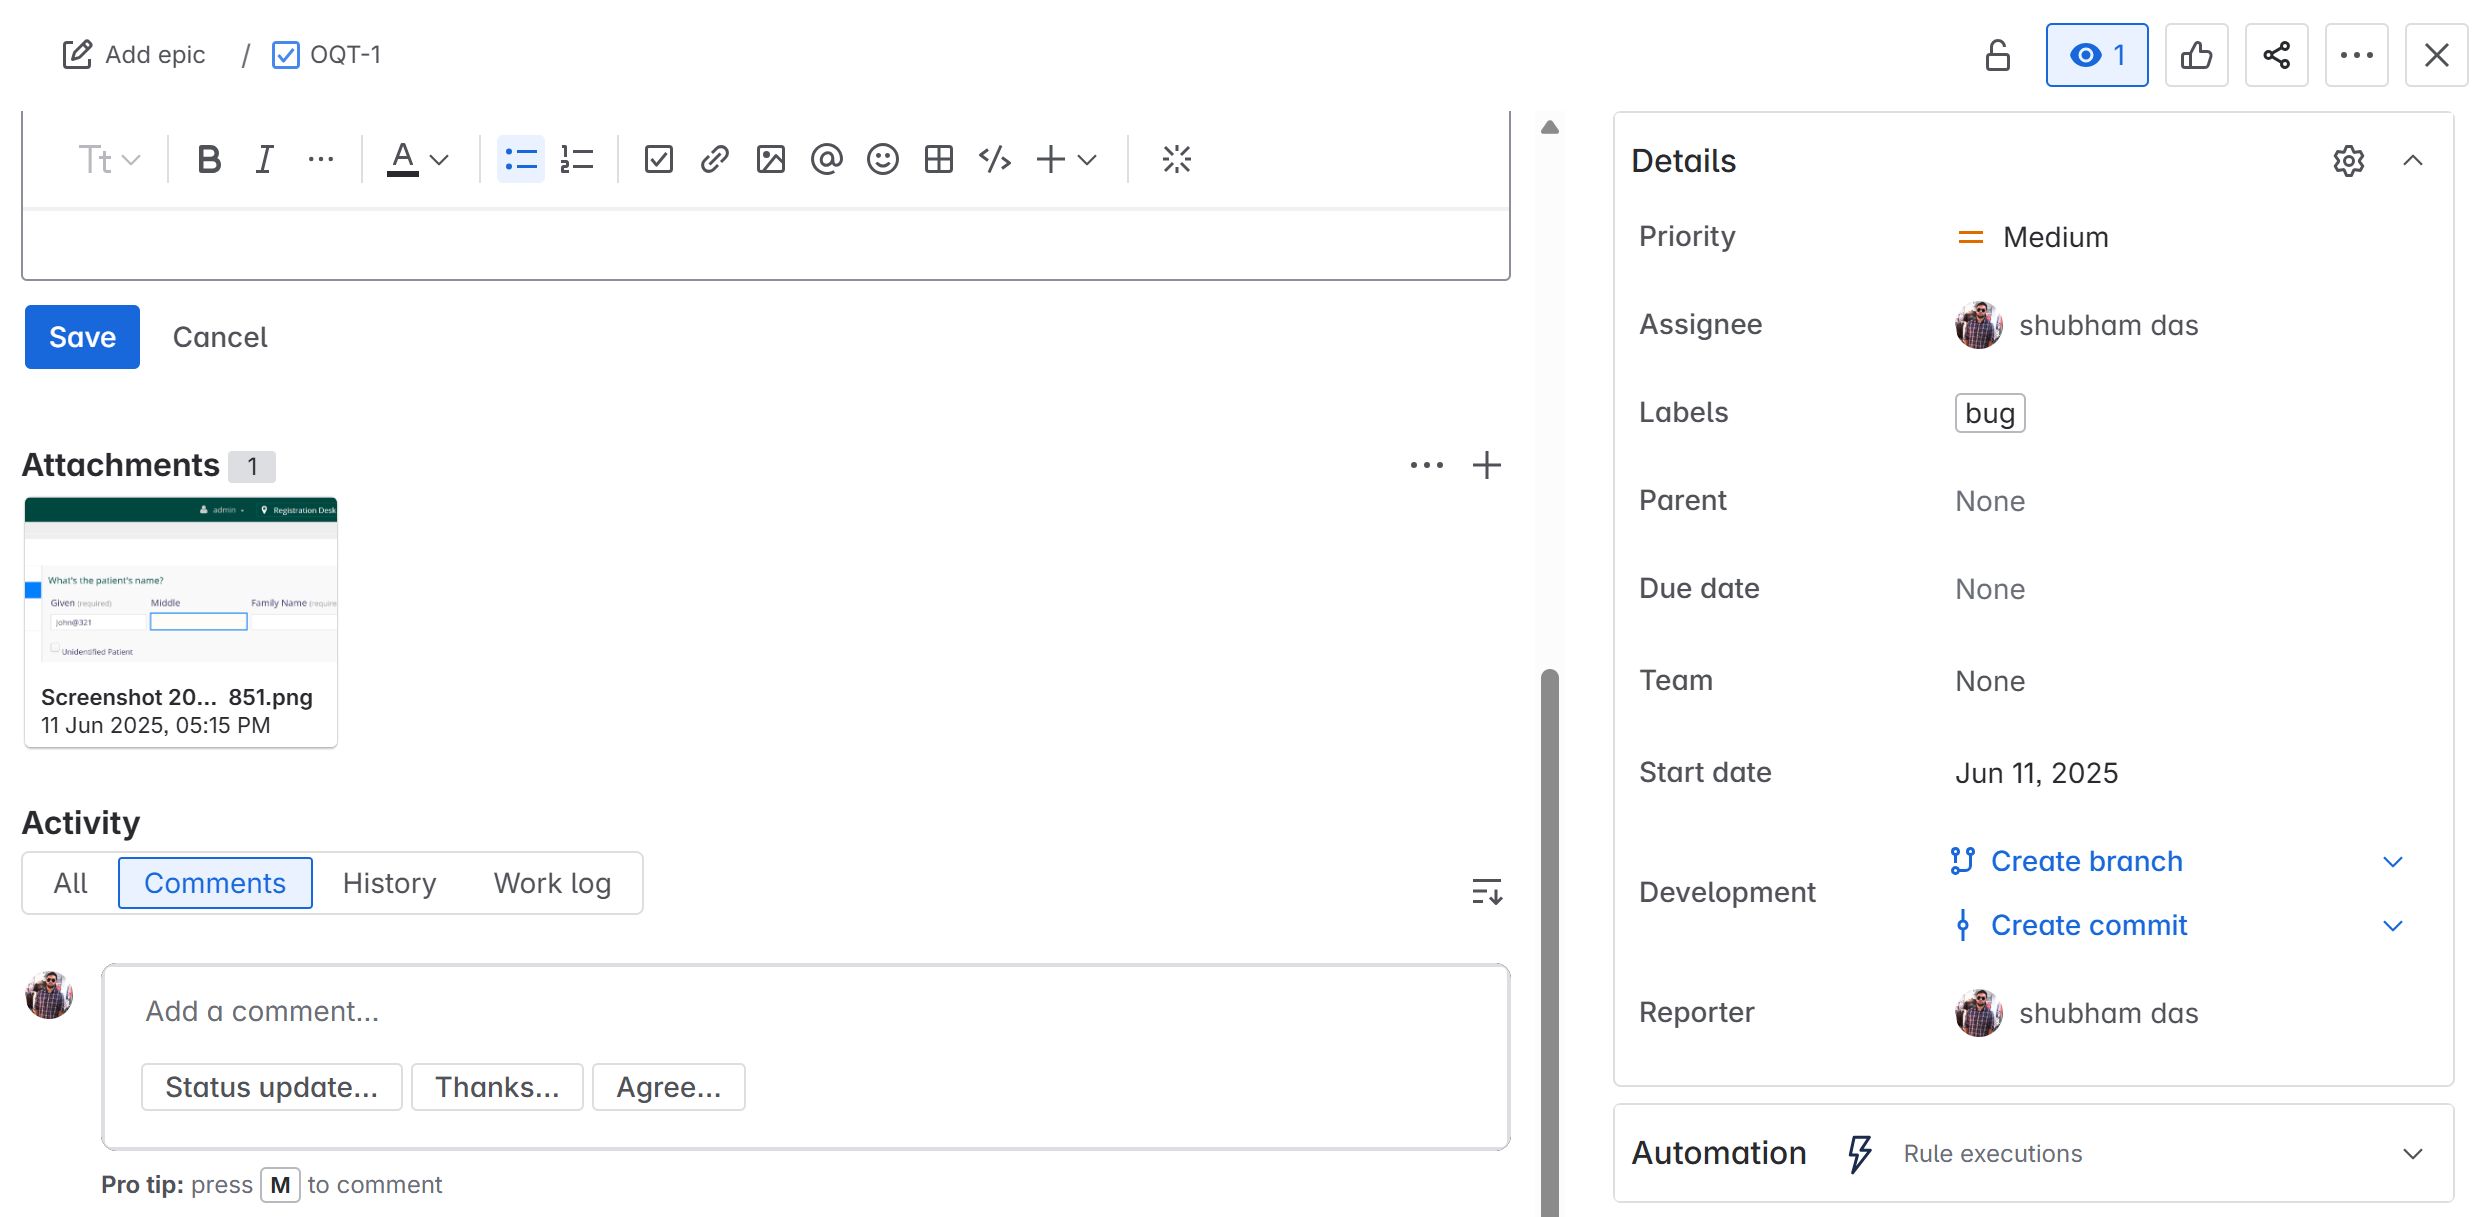 Add epic / OQT-1
1
Tt B I A
Save Cancel
Attachments 1
admin Registration Desk
What's the patient's name?
Given (required) Middle Family Name (require
john@321
Unidentified Patient
Screenshot 20... 851.png
11 Jun 2025, 05:15 PM
Activity
All Comments History Work log
Add a comment...
Status update... Thanks... Agree...
Pro tip: press M to comment
Details
Priority Medium
Assignee shubham das
Labels bug
Parent None
Due date None
Team None
Start date Jun 11, 2025
Development Create branch
Create commit
Reporter shubham das
Automation Rule executions